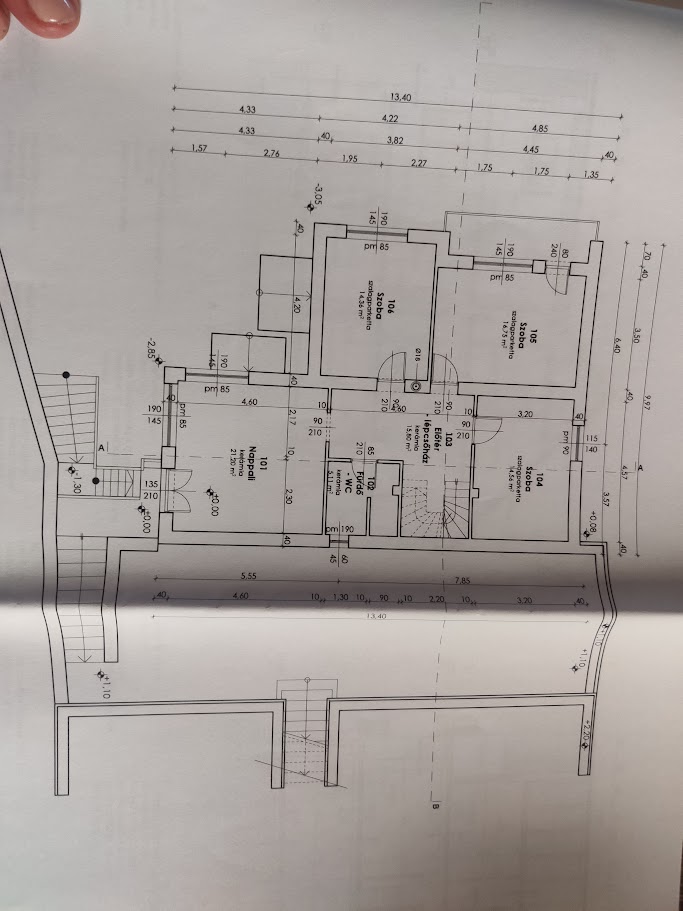 9,97
A
70 40 3,50 40 4,57 40
6,40 3,57
+0,08
+1,10
+1,10
+2,20
40 1,35
4,85 4,45 1,75
1,75
13,40 4,22 3,82 2,27
1,95
40
4,33 4,33 2,76
1,57
80
240
190
145
pm 85
105
Szoba
szalagparketta
16,75 m²
40
115
140
pm 90
3,20
104
Szoba
szalagparketta
14,56 m²
10
90
210
90
210
103
Előtér
- lépcsőház
kerámia
15,80 m²
Ø18
90
210
4,60
190
145
pm 85
106
Szoba
szalagparketta
14,36 m²
85
210
102
Fürdő
- WC
kerámia
5,11 m²
pm 190
60
45
10
90
210
-3,05
40 4,20 40 2,17 10 2,30 40
101
Nappali
kerámia
21,20 m²
4,60
190
145
pm 85
±0,00
pm 85
40
190
145
135
210
±0,00
-2,85
A
-1,30
+1,10
40
3,20
7,85
10
2,20
10
90
10
1,30
10
13,40
5,55
4,60
40
B